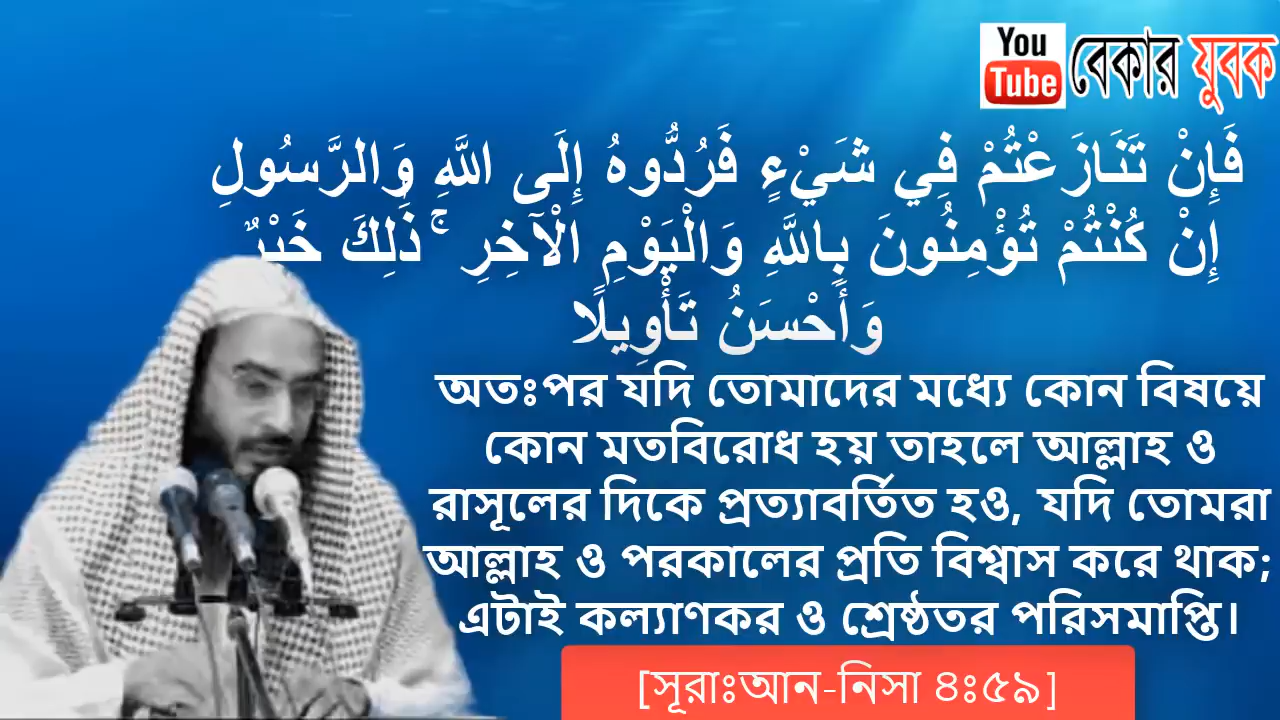 You
Tube
বেকার যুবক
فَإِنْ تَنَازَعْتُمْ فِي شَيْءٍ فَرُدُّوهُ إِلَى اللَّهِ وَالرَّسُولِ
إِنْ كُنْتُمْ تُؤْمِنُونَ بِاللَّهِ وَالْيَوْمِ الْآخِرِ ۚ ذَٰلِكَ خَيْرٌ
وَأَحْسَنُ تَأْوِيلًا
অতঃপর যদি তোমাদের মধ্যে কোন বিষয়ে
কোন মতবিরোধ হয় তাহলে আল্লাহ ও
রাসূলের দিকে প্রত্যাবর্তিত হও, যদি তোমরা
আল্লাহ ও পরকালের প্রতি বিশ্বাস করে থাক;
এটাই কল্যাণকর ও শ্রেষ্ঠতর পরিসমাপ্তি।
[সূরাঃআন-নিসা ৪ঃ৫৯]